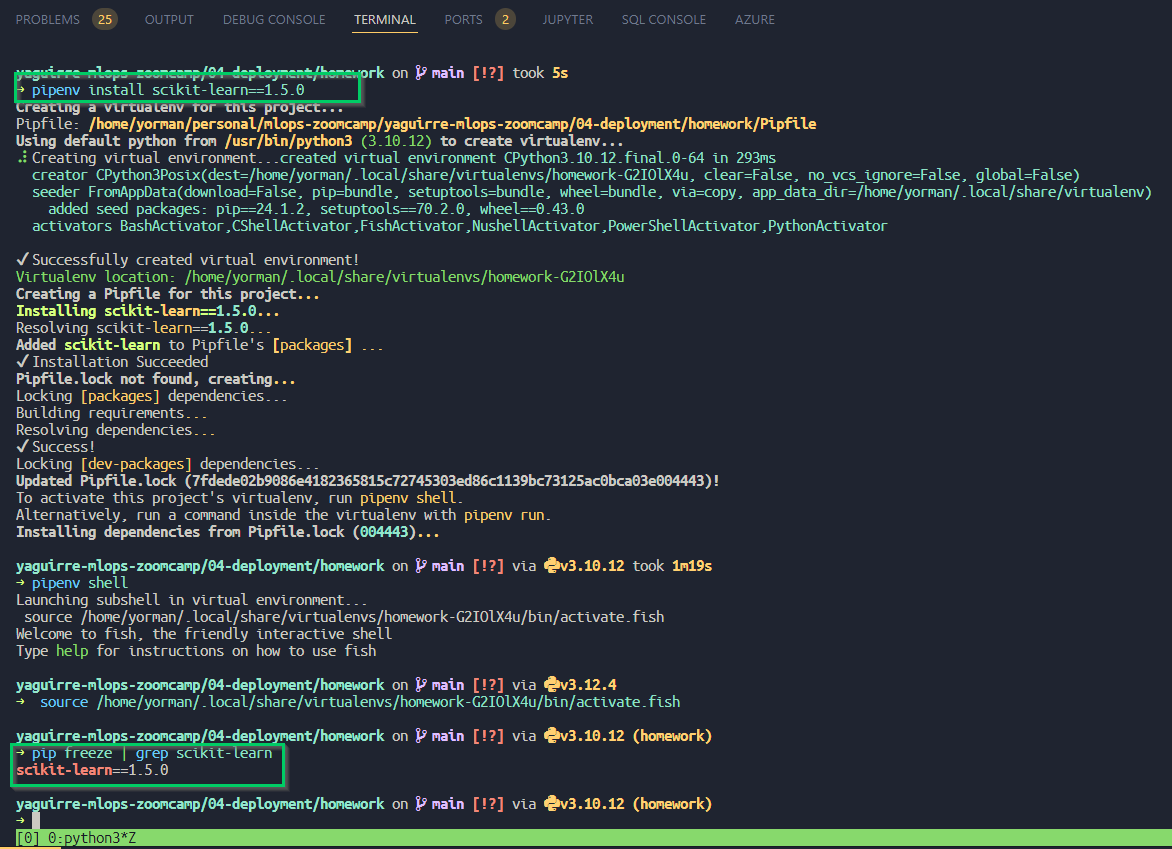 PROBLEMS 25 OUTPUT DEBUG CONSOLE TERMINAL PORTS 2 JUPYTER SQL CONSOLE AZURE
yaguirre-mlops-zoomcamp/04-deployment/homework on main [!?] took 5s
→ pipenv install scikit-learn==1.5.0
Creating a virtualenv for this project...
Pipfile: /home/yorman/personal/mlops-zoomcamp/yaguirre-mlops-zoomcamp/04-deployment/homework/Pipfile
Using default python from /usr/bin/python3 (3.10.12) to create virtualenv...
⠼ Creating virtual environment...created virtual environment CPython3.10.12.final.0-64 in 293ms
creator CPython3Posix(dest=/home/yorman/.local/share/virtualenvs/homework-G2IOlX4u, clear=False, no_vcs_ignore=False, global=False)
seeder FromAppData(download=False, pip=bundle, setuptools=bundle, wheel=bundle, via=copy, app_data_dir=/home/yorman/.local/share/virtualenv)
added seed packages: pip==24.1.2, setuptools==70.2.0, wheel==0.43.0
activators BashActivator,CShellActivator,FishActivator,NushellActivator,PowerShellActivator,PythonActivator
✔ Successfully created virtual environment!
Virtualenv location: /home/yorman/.local/share/virtualenvs/homework-G2IOlX4u
Creating a Pipfile for this project...
Installing scikit-learn==1.5.0...
Resolving scikit-learn==1.5.0...
Added scikit-learn to Pipfile's [packages] ...
✔ Installation Succeeded
Pipfile.lock not found, creating...
Locking [packages] dependencies...
Building requirements...
Resolving dependencies...
✔ Success!
Locking [dev-packages] dependencies...
Updated Pipfile.lock (7fdede02b9086e4182365815c72745303ed86c1139bc73125ac0bca03e004443)!
To activate this project's virtualenv, run pipenv shell.
Alternatively, run a command inside the virtualenv with pipenv run.
Installing dependencies from Pipfile.lock (004443)...
yaguirre-mlops-zoomcamp/04-deployment/homework on main [!?] via v3.10.12 took 1m19s
→ pipenv shell
Launching subshell in virtual environment...
source /home/yorman/.local/share/virtualenvs/homework-G2IOlX4u/bin/activate.fish
Welcome to fish, the friendly interactive shell
Type help for instructions on how to use fish
yaguirre-mlops-zoomcamp/04-deployment/homework on main [!?] via v3.12.4
→ source /home/yorman/.local/share/virtualenvs/homework-G2IOlX4u/bin/activate.fish
yaguirre-mlops-zoomcamp/04-deployment/homework on main [!?] via v3.10.12 (homework)
→ pip freeze | grep scikit-learn
scikit-learn==1.5.0
yaguirre-mlops-zoomcamp/04-deployment/homework on main [!?] via v3.10.12 (homework)
→
[0] 0:python3*Z